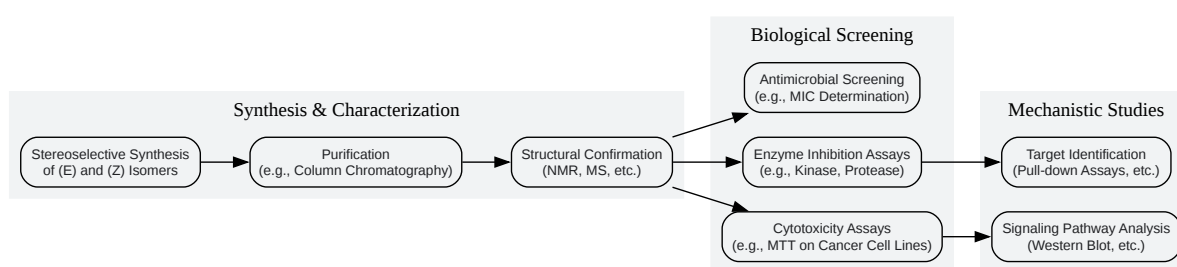 Synthesis & Characterization
Stereoselective Synthesis
of (E) and (Z) Isomers
Purification
(e.g., Column Chromatography)
Structural Confirmation
(NMR, MS, etc.)
Biological Screening
Antimicrobial Screening
(e.g., MIC Determination)
Enzyme Inhibition Assays
(e.g., Kinase, Protease)
Cytotoxicity Assays
(e.g., MTT on Cancer Cell Lines)
Mechanistic Studies
Target Identification
(Pull-down Assays, etc.)
Signaling Pathway Analysis
(Western Blot, etc.)